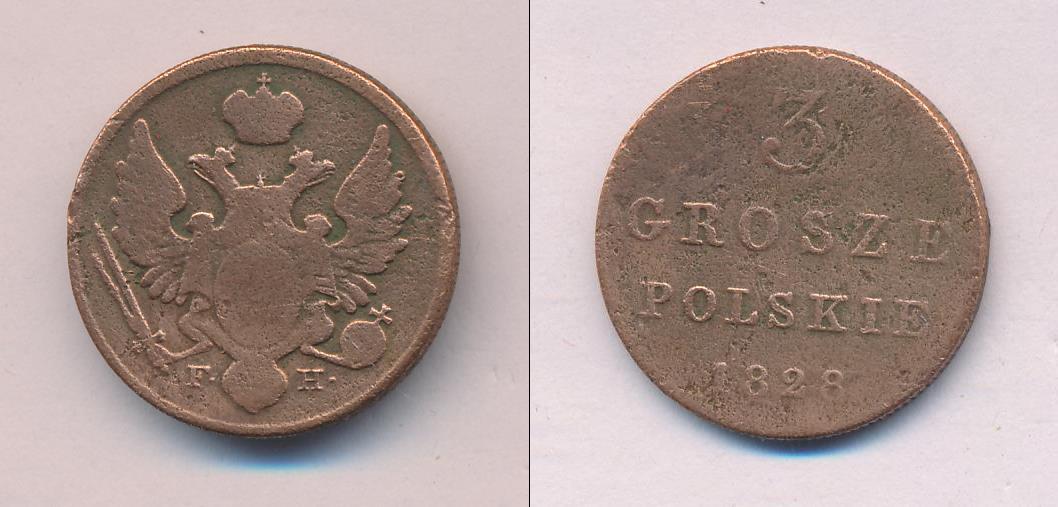 F. H.
3
GROSZE
POLSKIE
1828